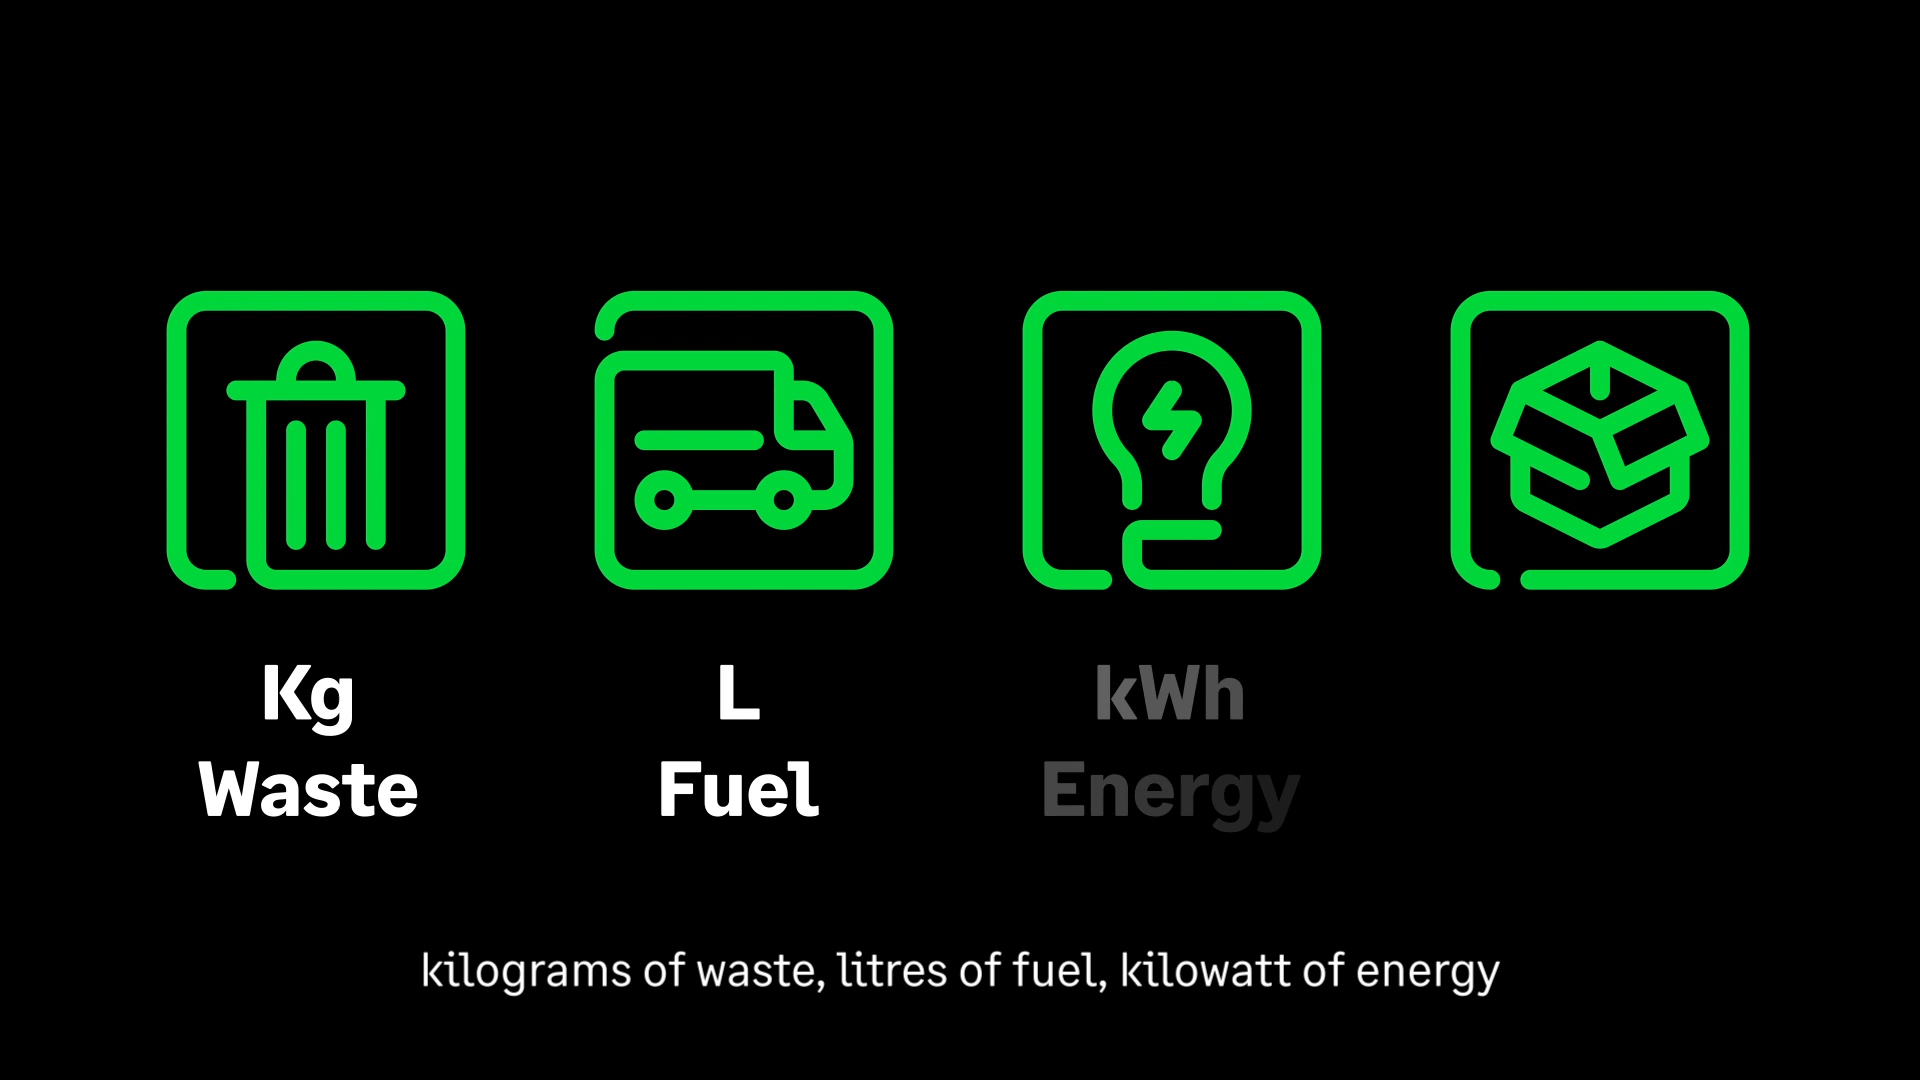 Kg
Waste
L
Fuel
kWh
Energy
kilograms of waste, litres of fuel, kilowatt of energy